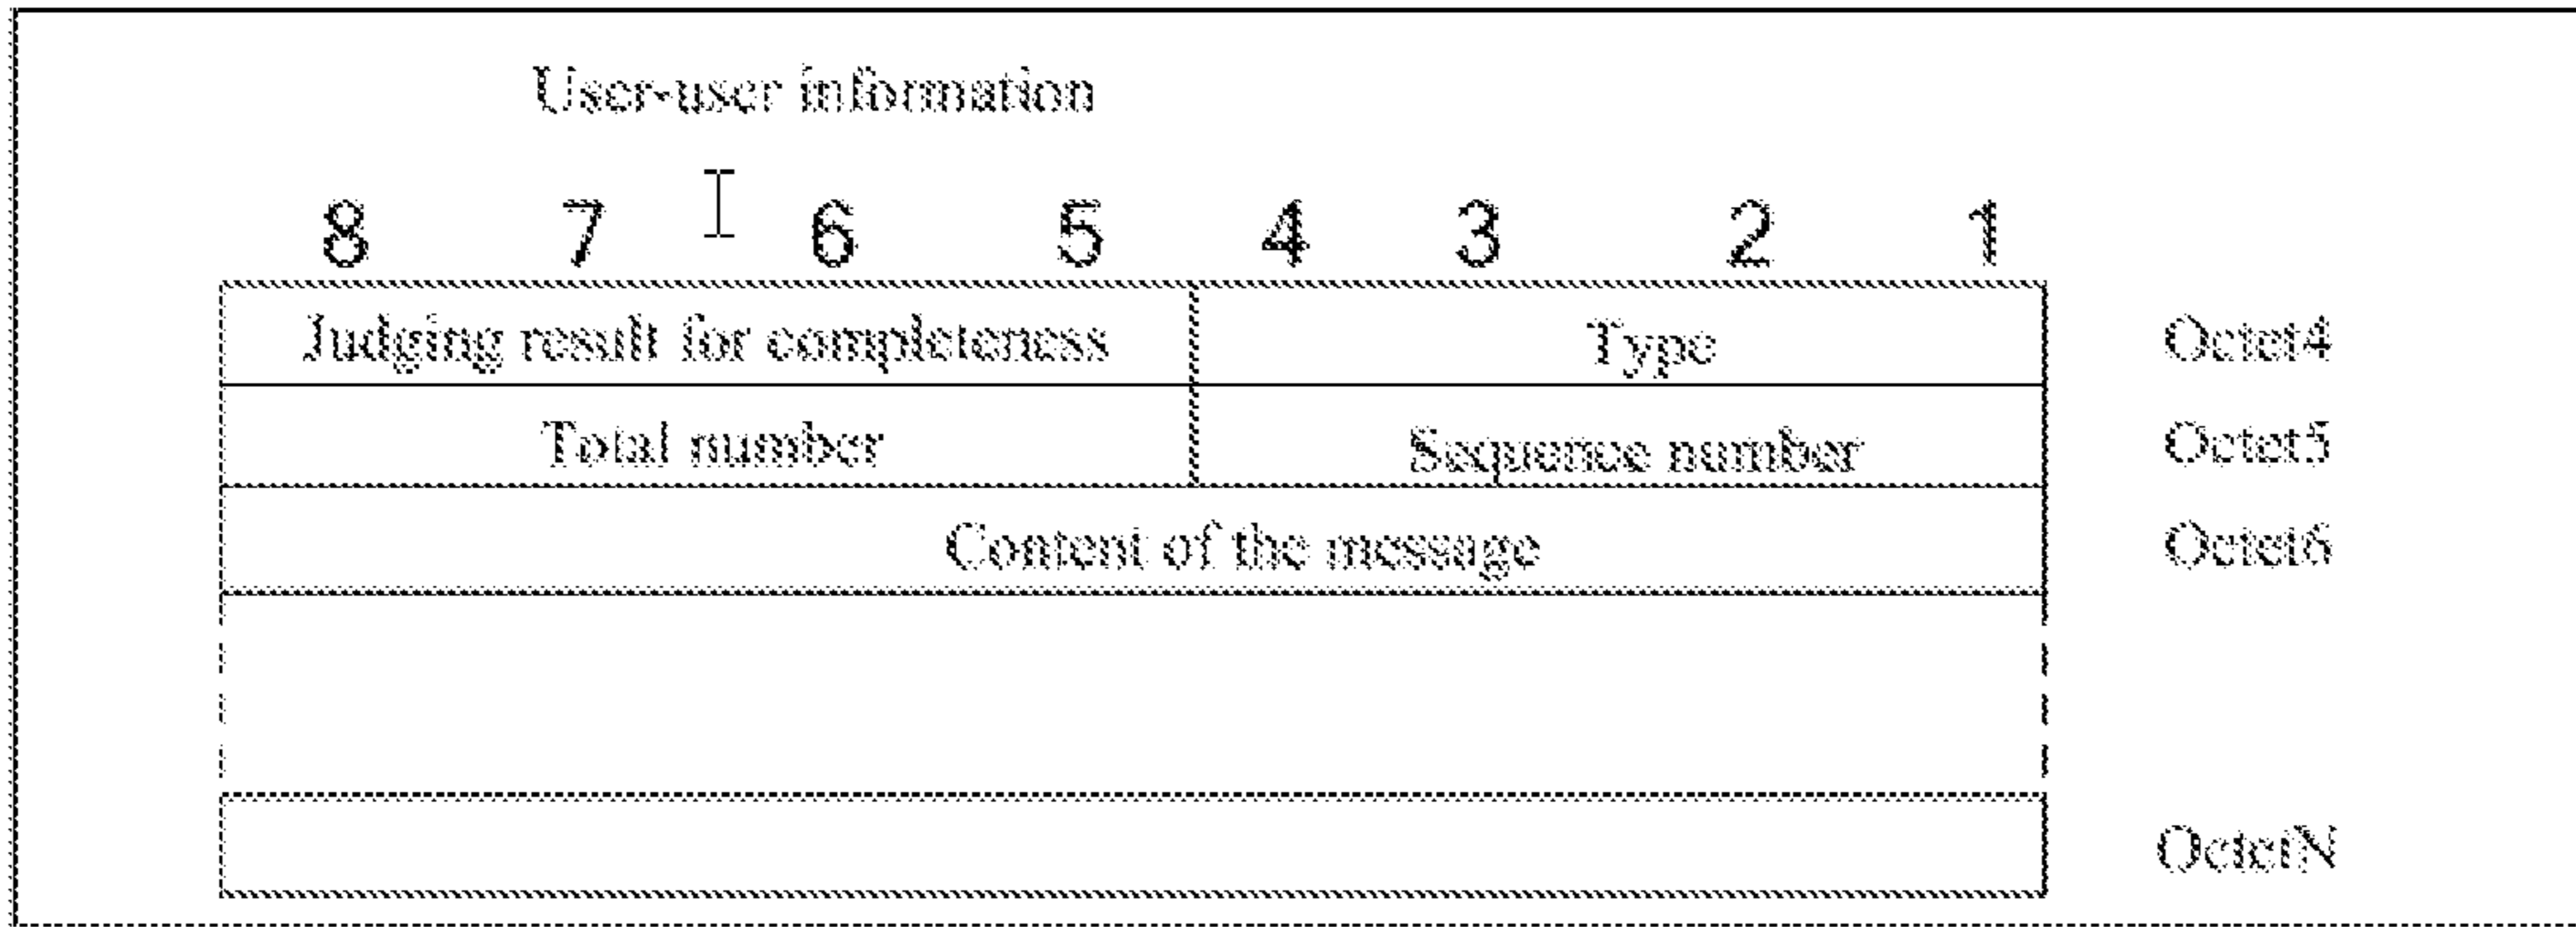 User-user information
8 7 6 5 4 3 2 1
Judging result for completeness Type Octet4
Total number Sequence number Octet5
Content of the message Octet6
OctetN